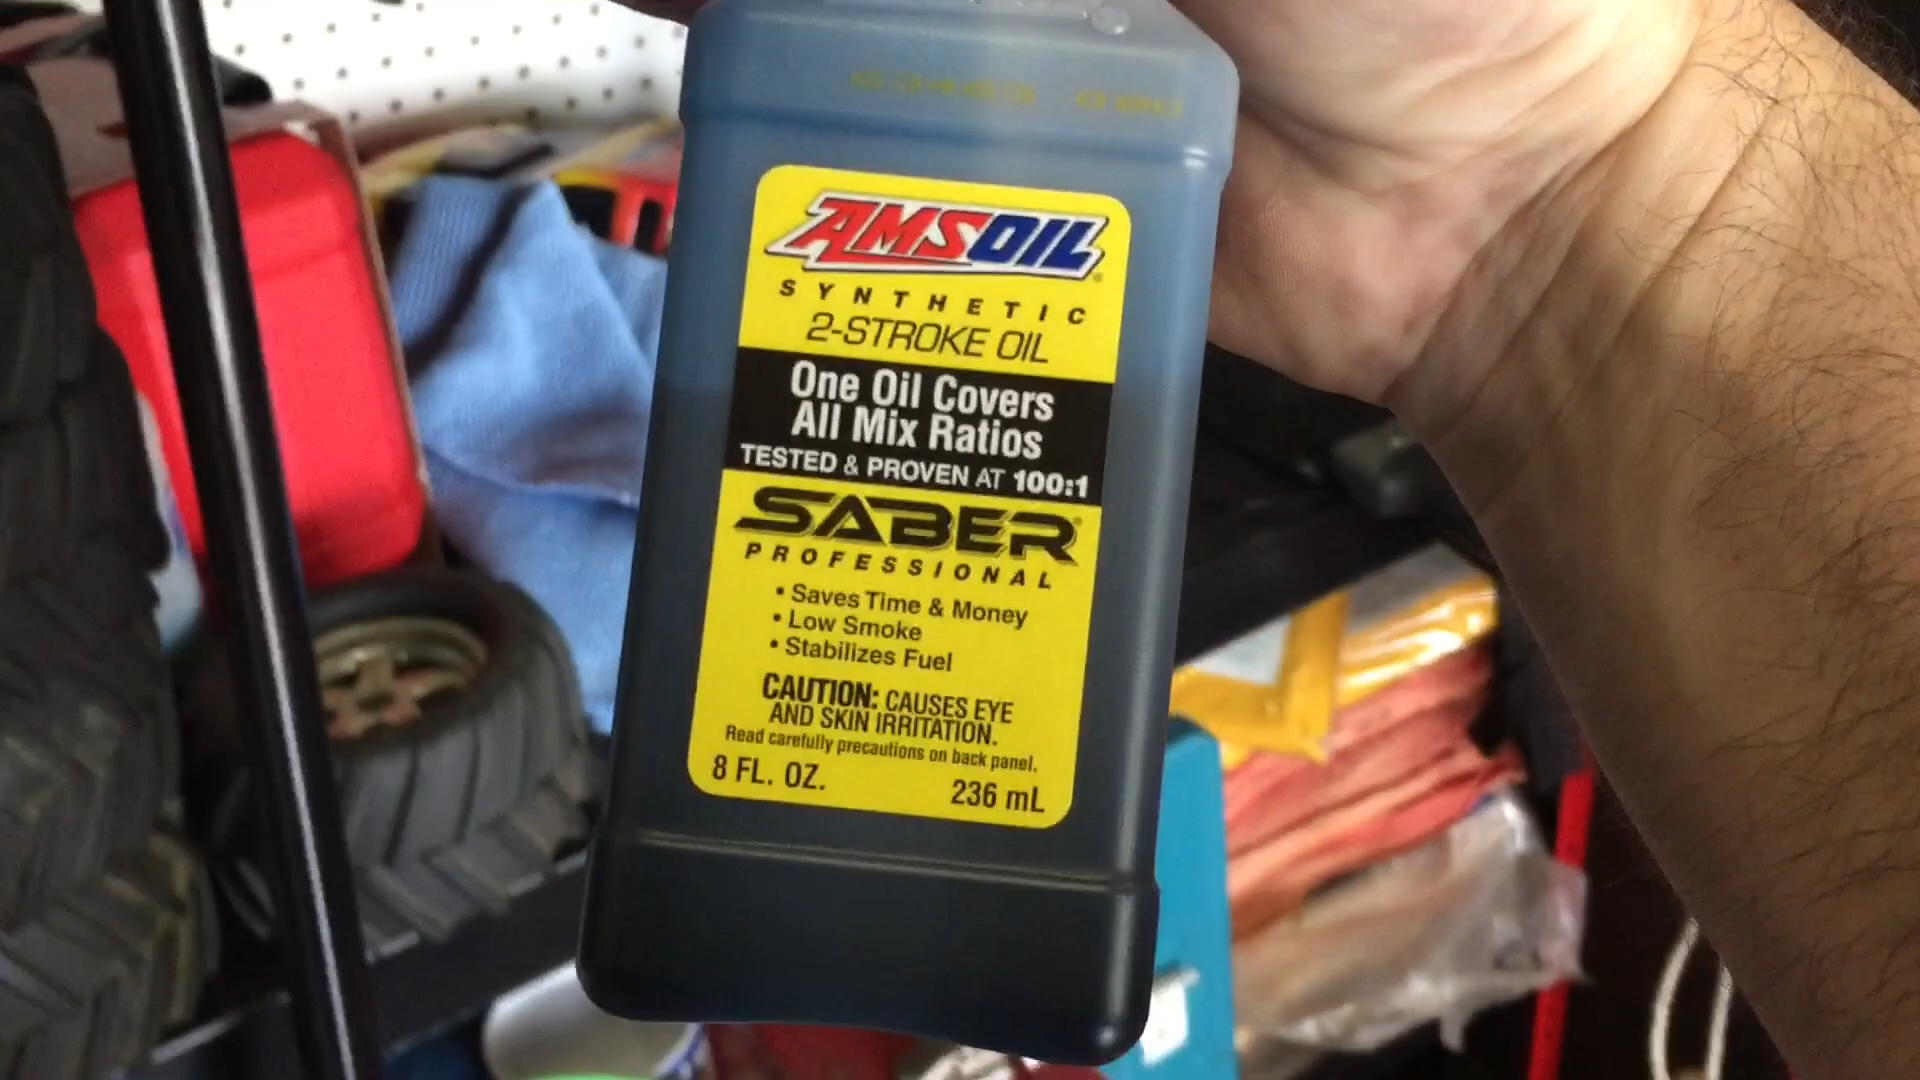 AMSOIL®
SYNTHETIC
2-STROKE OIL
One Oil Covers
All Mix Ratios
TESTED & PROVEN AT 100:1
SABER®
PROFESSIONAL
• Saves Time & Money
• Low Smoke
• Stabilizes Fuel
CAUTION: CAUSES EYE
AND SKIN IRRITATION.
Read carefully precautions on back panel.
8 FL. OZ. 236 mL